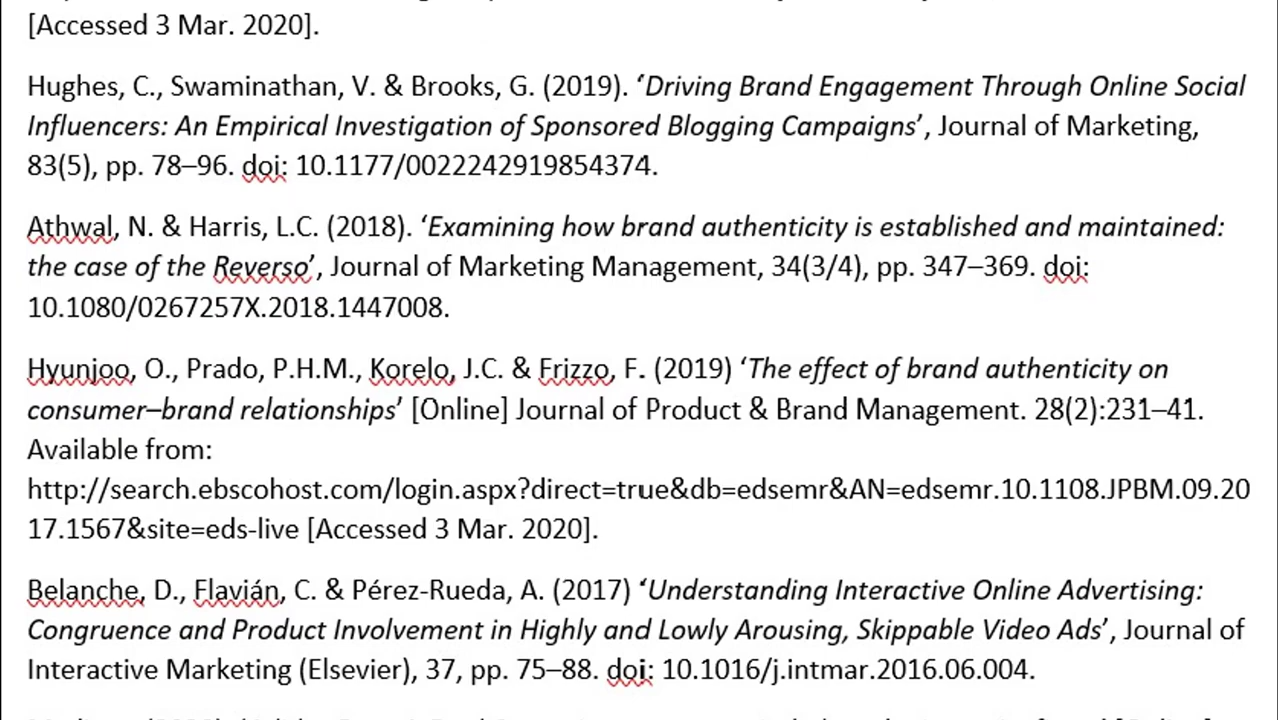 [Accessed 3 Mar. 2020].
Hughes, C., Swaminathan, V. & Brooks, G. (2019). ‘Driving Brand Engagement Through Online Social
Influencers: An Empirical Investigation of Sponsored Blogging Campaigns’, Journal of Marketing,
83(5), pp. 78–96. doi: 10.1177/0022242919854374.
Athwal, N. & Harris, L.C. (2018). ‘Examining how brand authenticity is established and maintained:
the case of the Reverso’, Journal of Marketing Management, 34(3/4), pp. 347–369. doi:
10.1080/0267257X.2018.1447008.
Hyunjoo, O., Prado, P.H.M., Korelo, J.C. & Frizzo, F. (2019) ‘The effect of brand authenticity on
consumer–brand relationships’ [Online] Journal of Product & Brand Management. 28(2):231–41.
Available from:
http://search.ebscohost.com/login.aspx?direct=true&db=edsemr&AN=edsemr.10.1108.JPBM.09.20
17.1567&site=eds-live [Accessed 3 Mar. 2020].
Belanche, D., Flavián, C. & Pérez-Rueda, A. (2017) ‘Understanding Interactive Online Advertising:
Congruence and Product Involvement in Highly and Lowly Arousing, Skippable Video Ads’, Journal of
Interactive Marketing (Elsevier), 37, pp. 75–88. doi: 10.1016/j.intmar.2016.06.004.